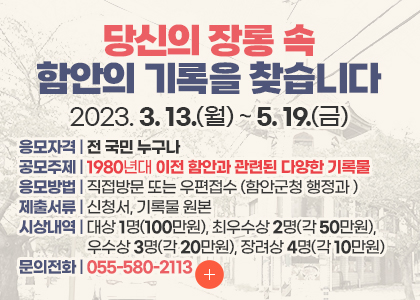 당신의 장롱 속
함안의 기록을 찾습니다
2023. 3. 13.(월) ~ 5. 19.(금)
응모자격 | 전 국민 누구나
공모주제 | 1980년대 이전 함안과 관련된 다양한 기록물
응모방법 | 직접방문 또는 우편접수 (함안군청 행정과 )
제출서류 | 신청서, 기록물 원본
시상내역 | 대상 1명(100만원), 최우수상 2명(각 50만원),
우수상 3명(각 20만원), 장려상 4명(각 10만원)
문의전화 | 055-580-2113 +